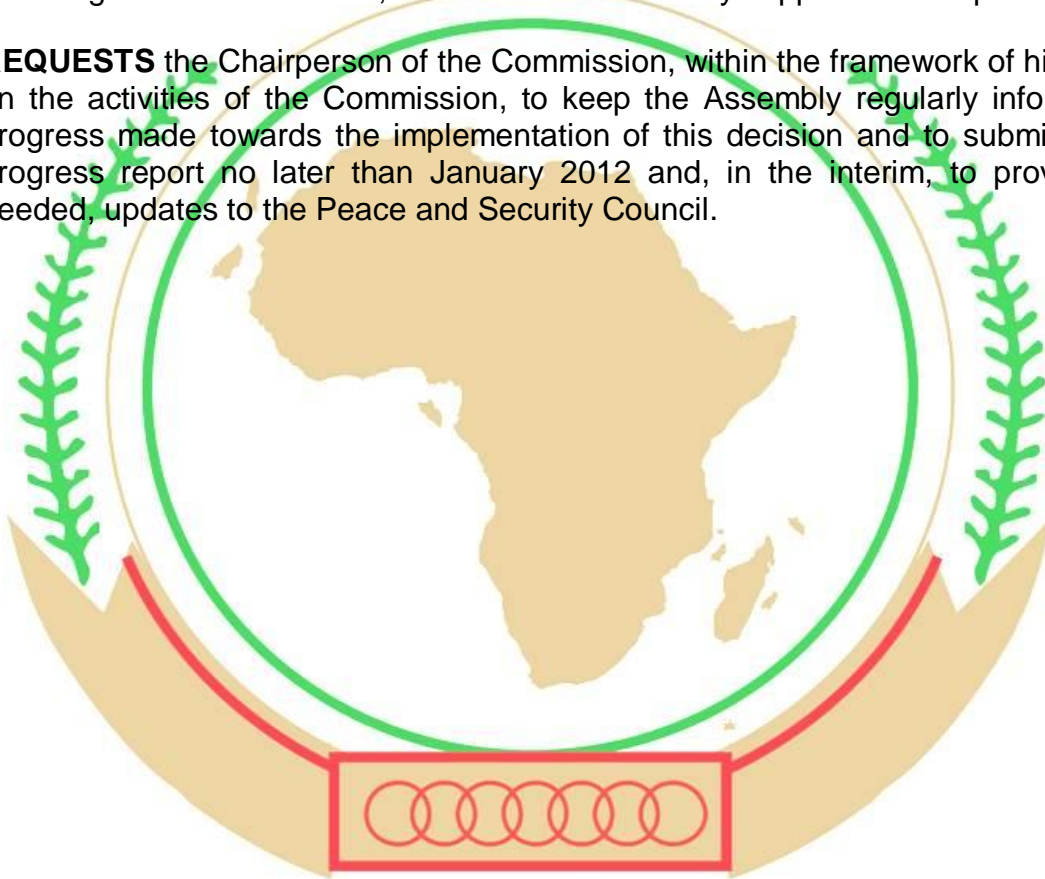 EQUESTS the Chairperson of the Commission, within the framework of hi
n the activities of the Commission, to keep the Assembly regularly info
rogress made towards the implementation of this decision and to submi
rogress report no later than January 2012 and, in the interim, to prov
eeded, updates to the Peace and Security Council.